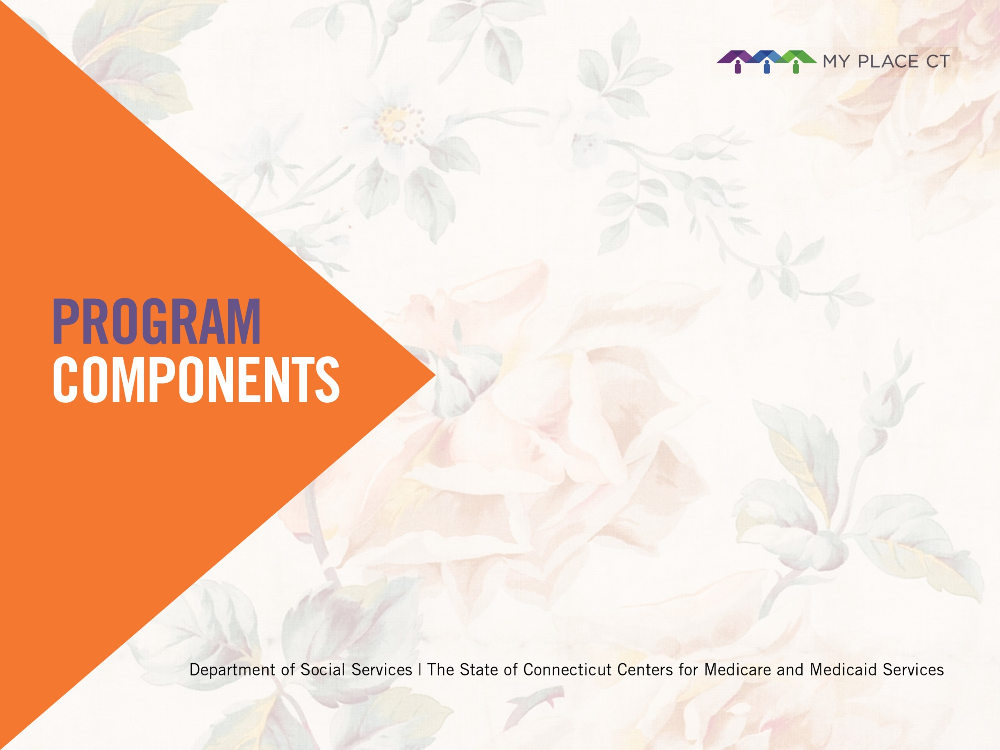 MY PLACE CT
PROGRAM
COMPONENTS
Department of Social Services | The State of Connecticut Centers for Medicare and Medicaid Services